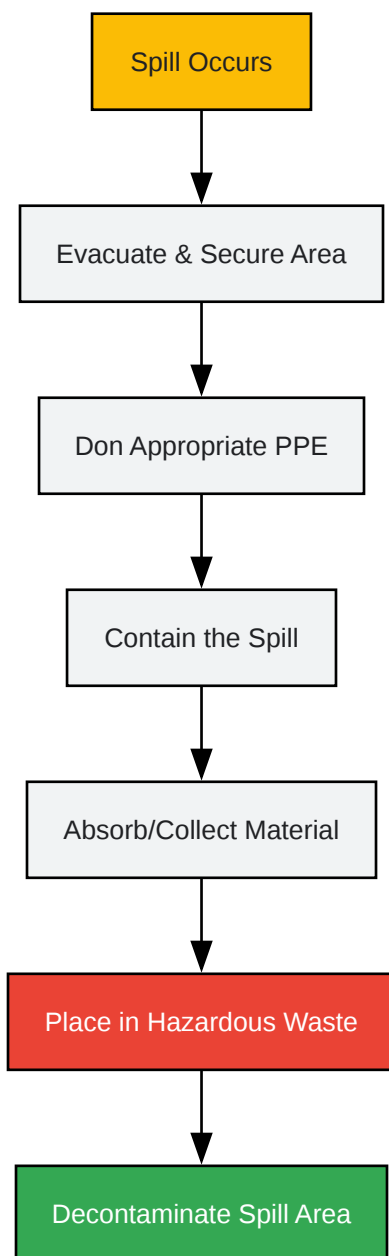 Spill Occurs
Evacuate & Secure Area
Don Appropriate PPE
Contain the Spill
Absorb/Collect Material
Place in Hazardous Waste
Decontaminate Spill Area